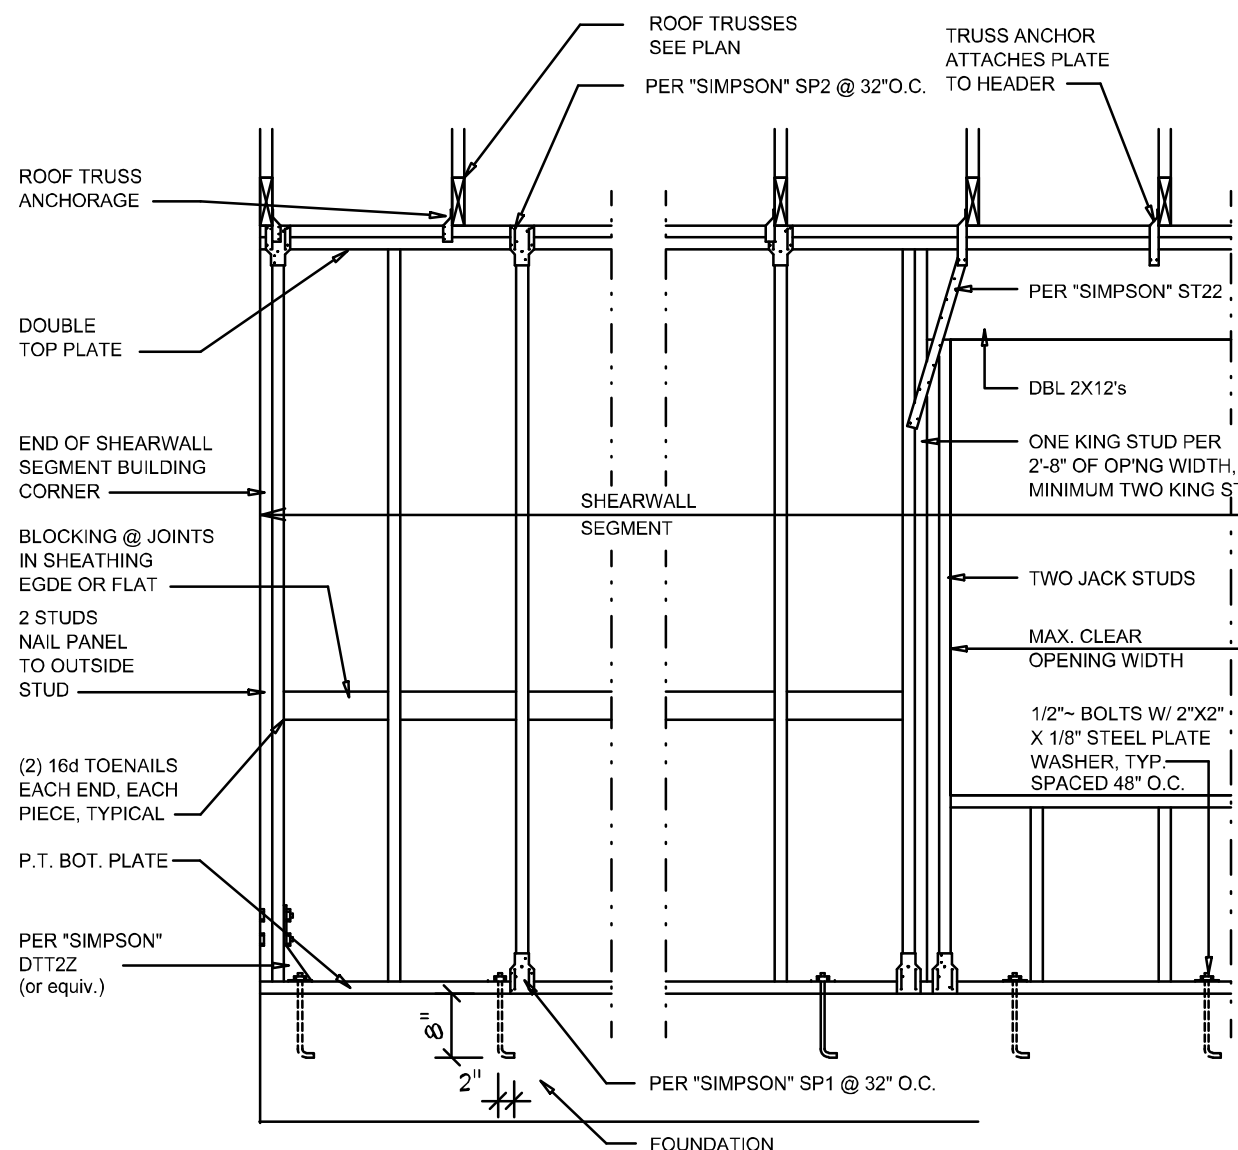 ROOF TRUSSES
SEE PLAN
TRUSS ANCHOR
ATTACHES PLATE
TO HEADER
PER "SIMPSON" SP2 @ 32"O.C.
ROOF TRUSS
ANCHORAGE
PER "SIMPSON" ST22
DOUBLE
TOP PLATE
DBL 2X12's
END OF SHEARWALL
SEGMENT BUILDING
CORNER
ONE KING STUD PER
2'-8" OF OP'NG WIDTH,
MINIMUM TWO KING
SHEARWALL
SEGMENT
BLOCKING @ JOINTS
IN SHEATHING
EGDE OR FLAT
TWO JACK STUDS
2 STUDS
NAIL PANEL
TO OUTSIDE
STUD
MAX. CLEAR
OPENING WIDTH
1/2"~ BOLTS W/ 2"X2"
X 1/8" STEEL PLATE
WASHER, TYP.
SPACED 48" O.C.
(2) 16d TOENAILS
EACH END, EACH
PIECE, TYPICAL
P.T. BOT. PLATE
PER "SIMPSON"
DTT2Z
(or equiv.)
8"
2"
PER "SIMPSON" SP1 @ 32" O.C.
FOUNDATION